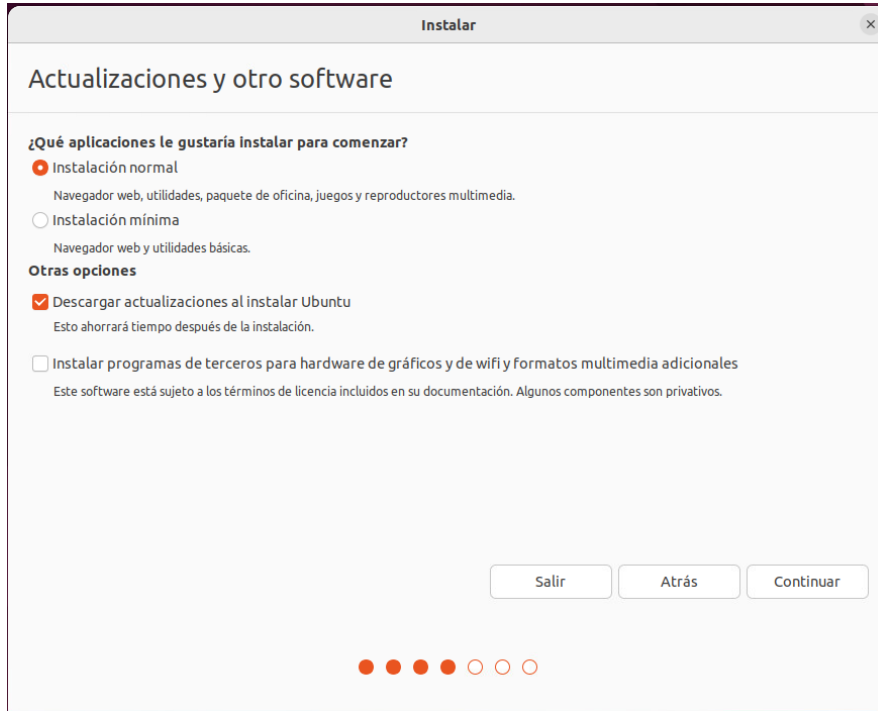 Instalar
Actualizaciones y otro software
¿Qué aplicaciones le gustaría instalar para comenzar?
Instalación normal
Navegador web, utilidades, paquete de oficina, juegos y reproductores multimedia.
Instalación mínima
Navegador web y utilidades básicas.
Otras opciones
Descargar actualizaciones al instalar Ubuntu
Esto ahorrará tiempo después de la instalación.
Instalar programas de terceros para hardware de gráficos y de wifi y formatos multimedia adicionales
Este software está sujeto a los términos de licencia incluidos en su documentación. Algunos componentes son privativos.
Salir Atrás Continuar